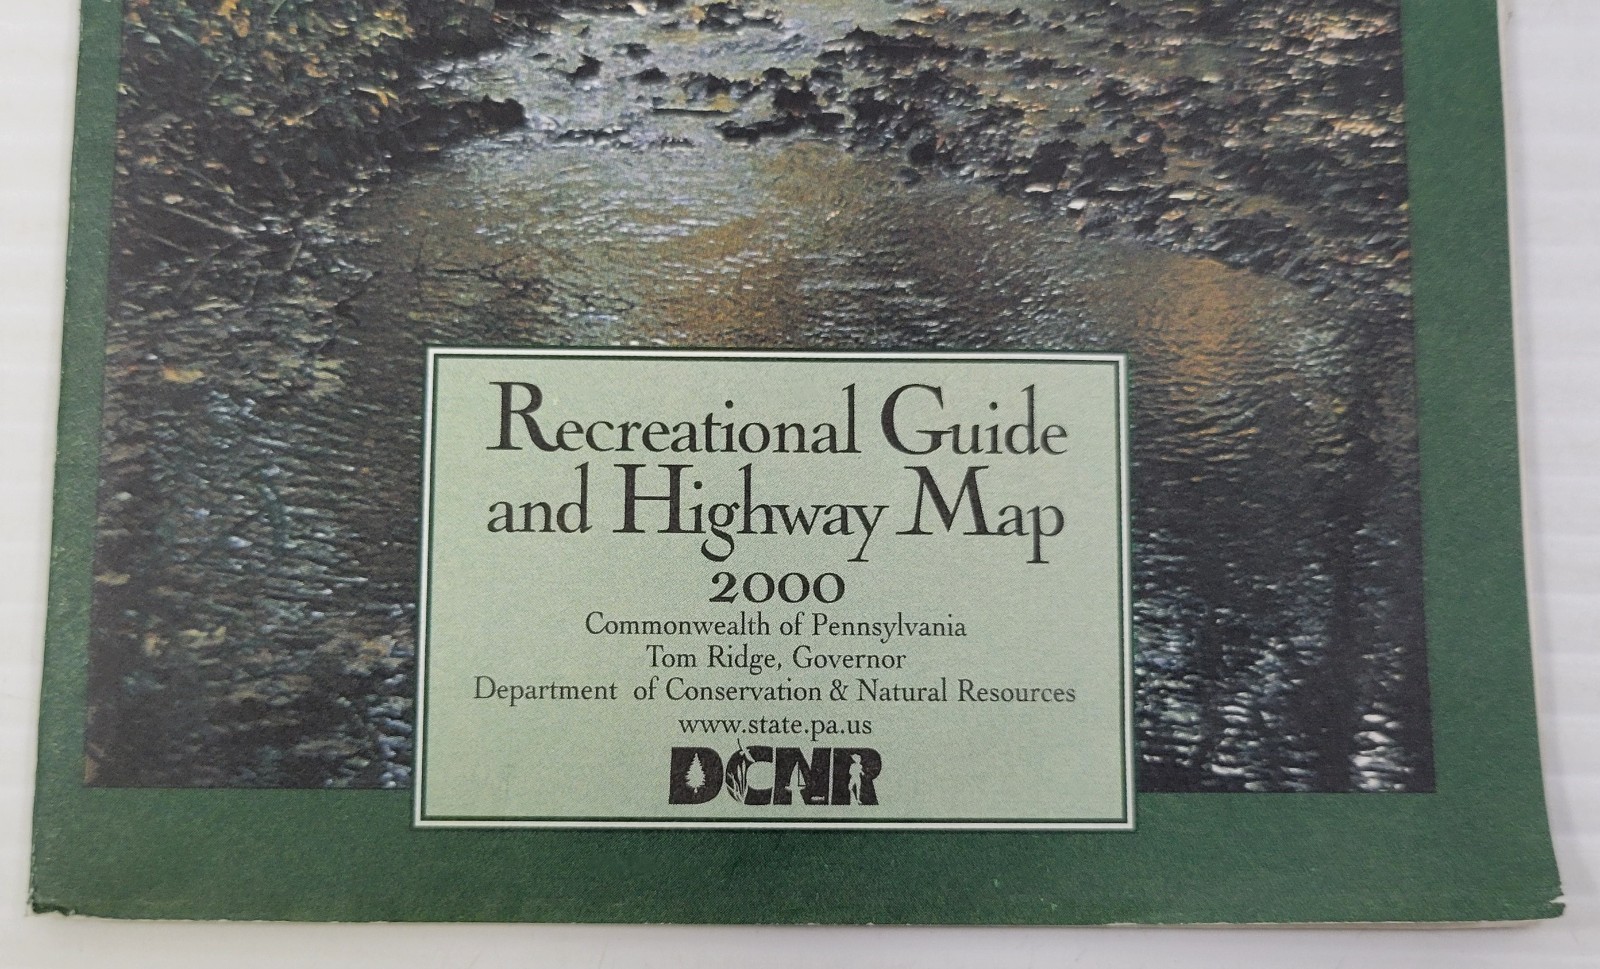 Recreational Guide
and Highway Map
2000
Commonwealth of Pennsylvania
Tom Ridge, Governor
Department of Conservation & Natural Resources
www.state.pa.us
DCNR